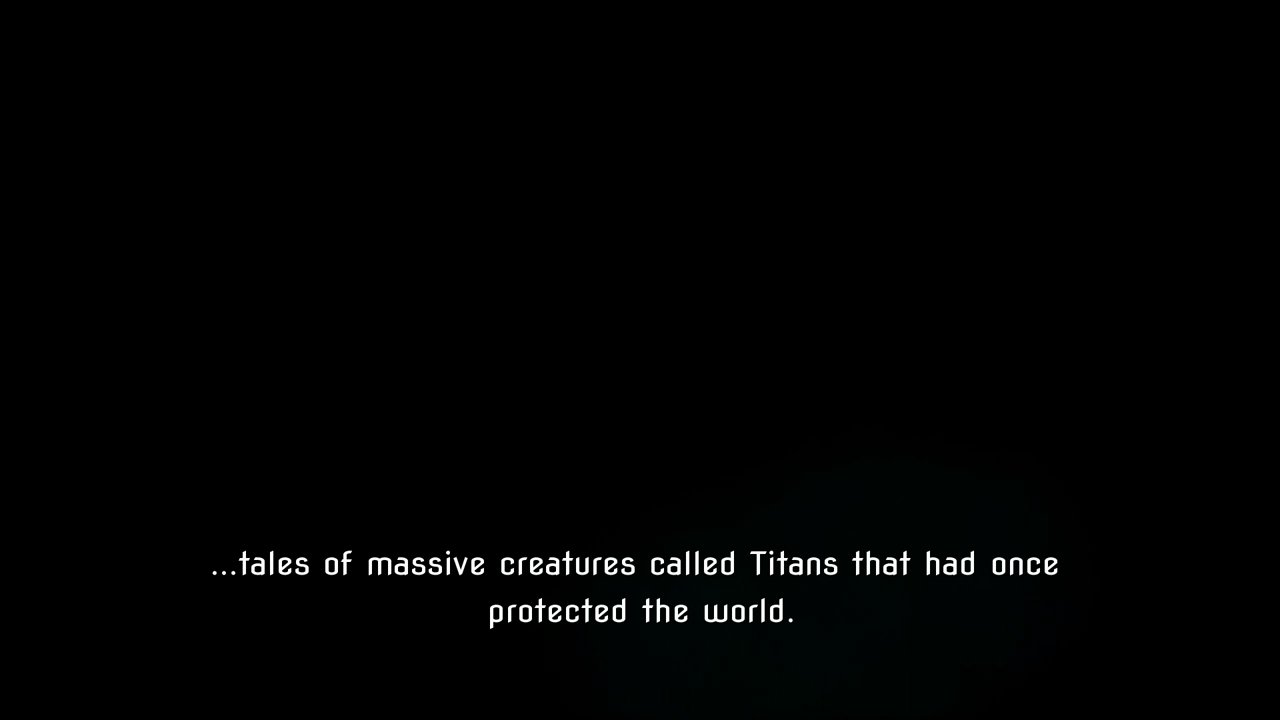 ...tales of massive creatures called Titans that had once
protected the world.